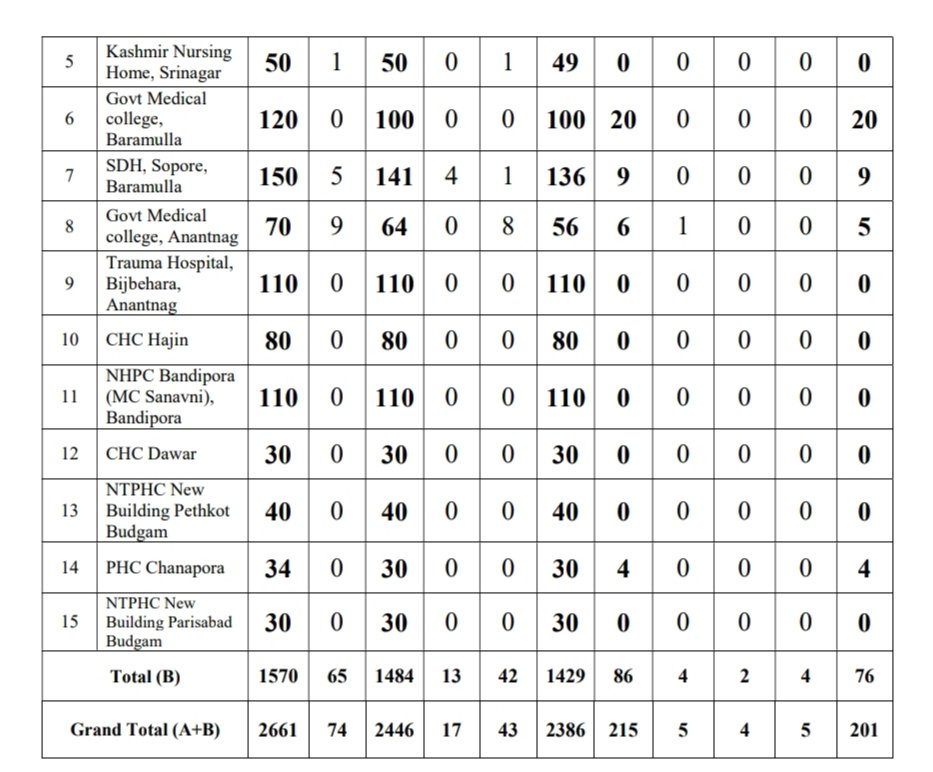 5 Kashmir Nursing Home, Srinagar 50 1 50 0 1 49 0 0 0 0 0
6 Govt Medical college, Baramulla 120 0 100 0 0 100 20 0 0 0 20
7 SDH, Sopore, Baramulla 150 5 141 4 1 136 9 0 0 0 9
8 Govt Medical college, Anantnag 70 9 64 0 8 56 6 1 0 0 5
9 Trauma Hospital, Bijbehara, Anantnag 110 0 110 0 0 110 0 0 0 0 0
10 CHC Hajin 80 0 80 0 0 80 0 0 0 0 0
11 NHPC Bandipora (MC Sanavni), Bandipora 110 0 110 0 0 110 0 0 0 0 0
12 CHC Dawar 30 0 30 0 0 30 0 0 0 0 0
13 NTPHC New Building Pethkot Budgam 40 0 40 0 0 40 0 0 0 0 0
14 PHC Chanapora 34 0 30 0 0 30 4 0 0 0 4
15 NTPHC New Building Parisabad Budgam 30 0 30 0 0 30 0 0 0 0 0
Total (B) 1570 65 1484 13 42 1429 86 4 2 4 76
Grand Total (A+B) 2661 74 2446 17 43 2386 215 5 4 5 201